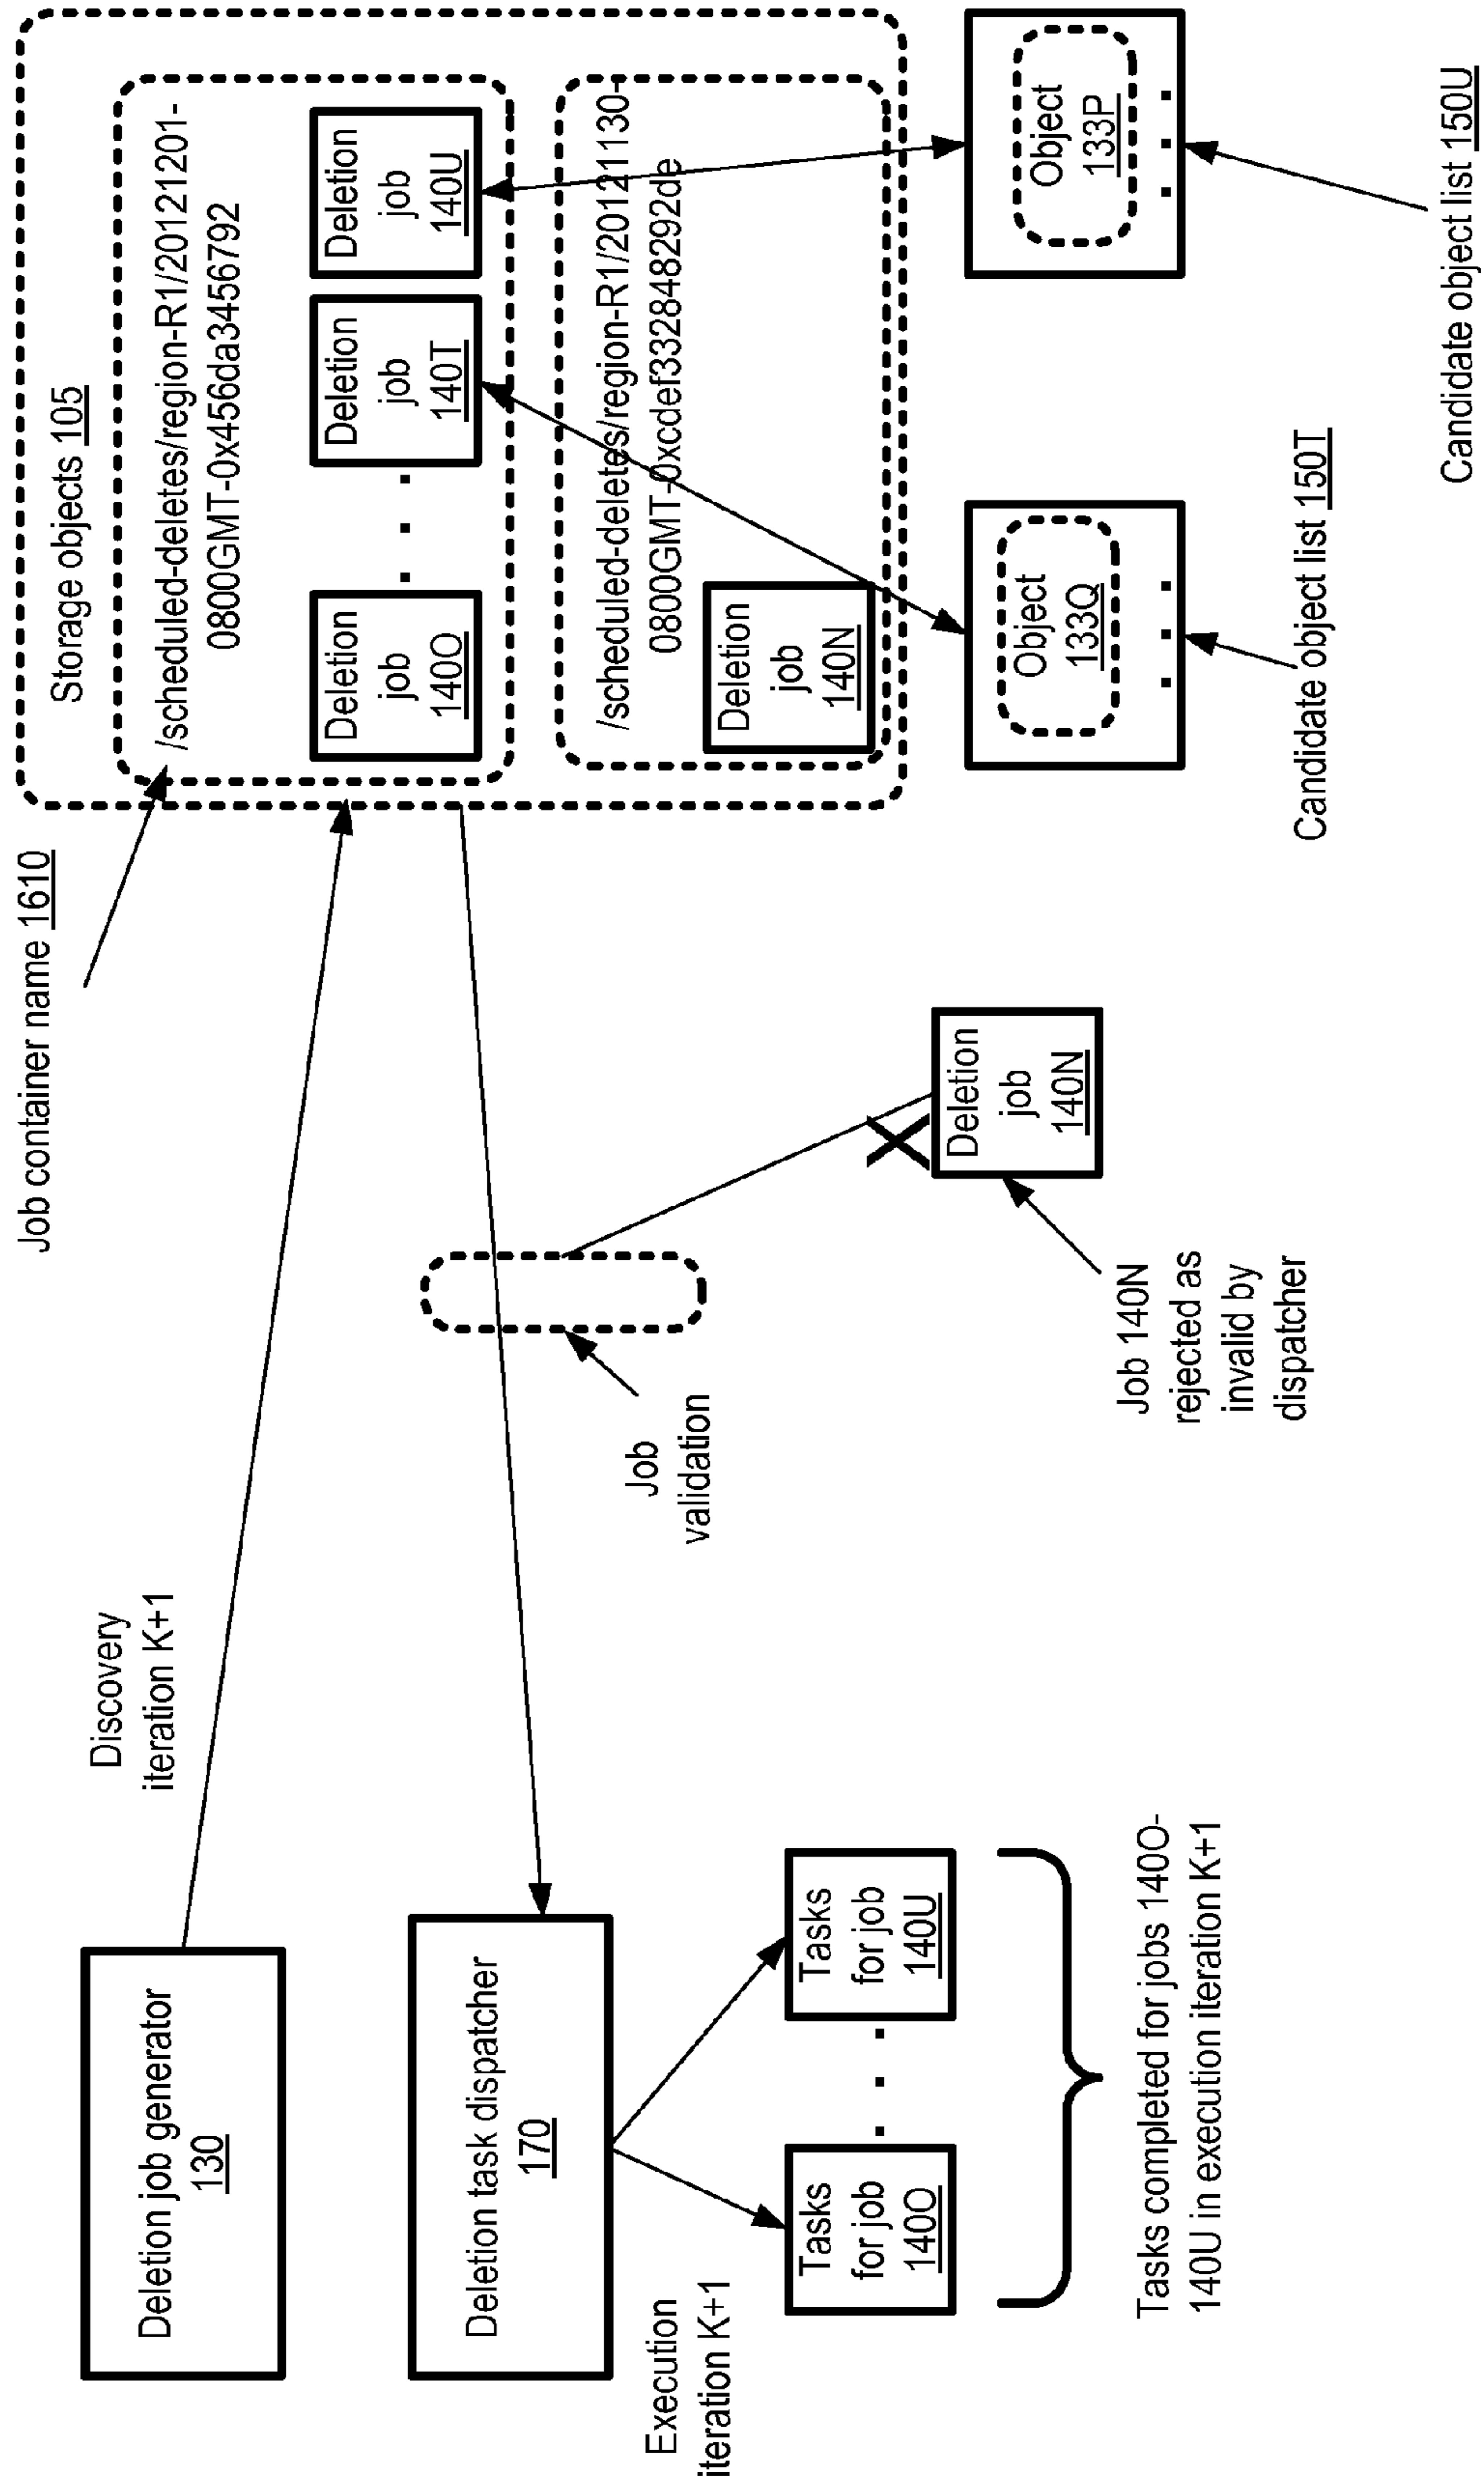 Deletion job generator
130
Discovery
iteration K+1
Job container name 1610
Storage objects 105
/scheduled-deletes/region-R1/20121201-
0800GMT-0x456da3456792
Deletion
job
140O
. . .
Deletion
job
140T
Deletion
job
140U
/scheduled-deletes/region-R1/20121130-
0800GMT-0xcdef332848292de
Deletion
job
140N
Deletion task dispatcher
170
Job
validation
Execution
iteration K+1
Tasks
for job
140O
. . .
Tasks
for job
140U
Tasks completed for jobs 140O-
140U in execution iteration K+1
X
Deletion
job
140N
Job 140N
rejected as
invalid by
dispatcher
Object
133Q
. . .
Candidate object list 150T
Object
133P
. . .
Candidate object list 150U